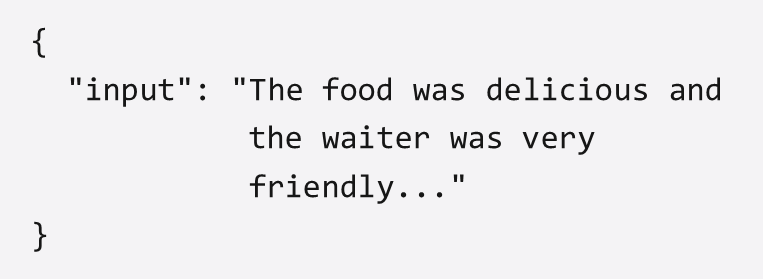 {
"input": "The food was delicious and
the waiter was very
friendly..."
}